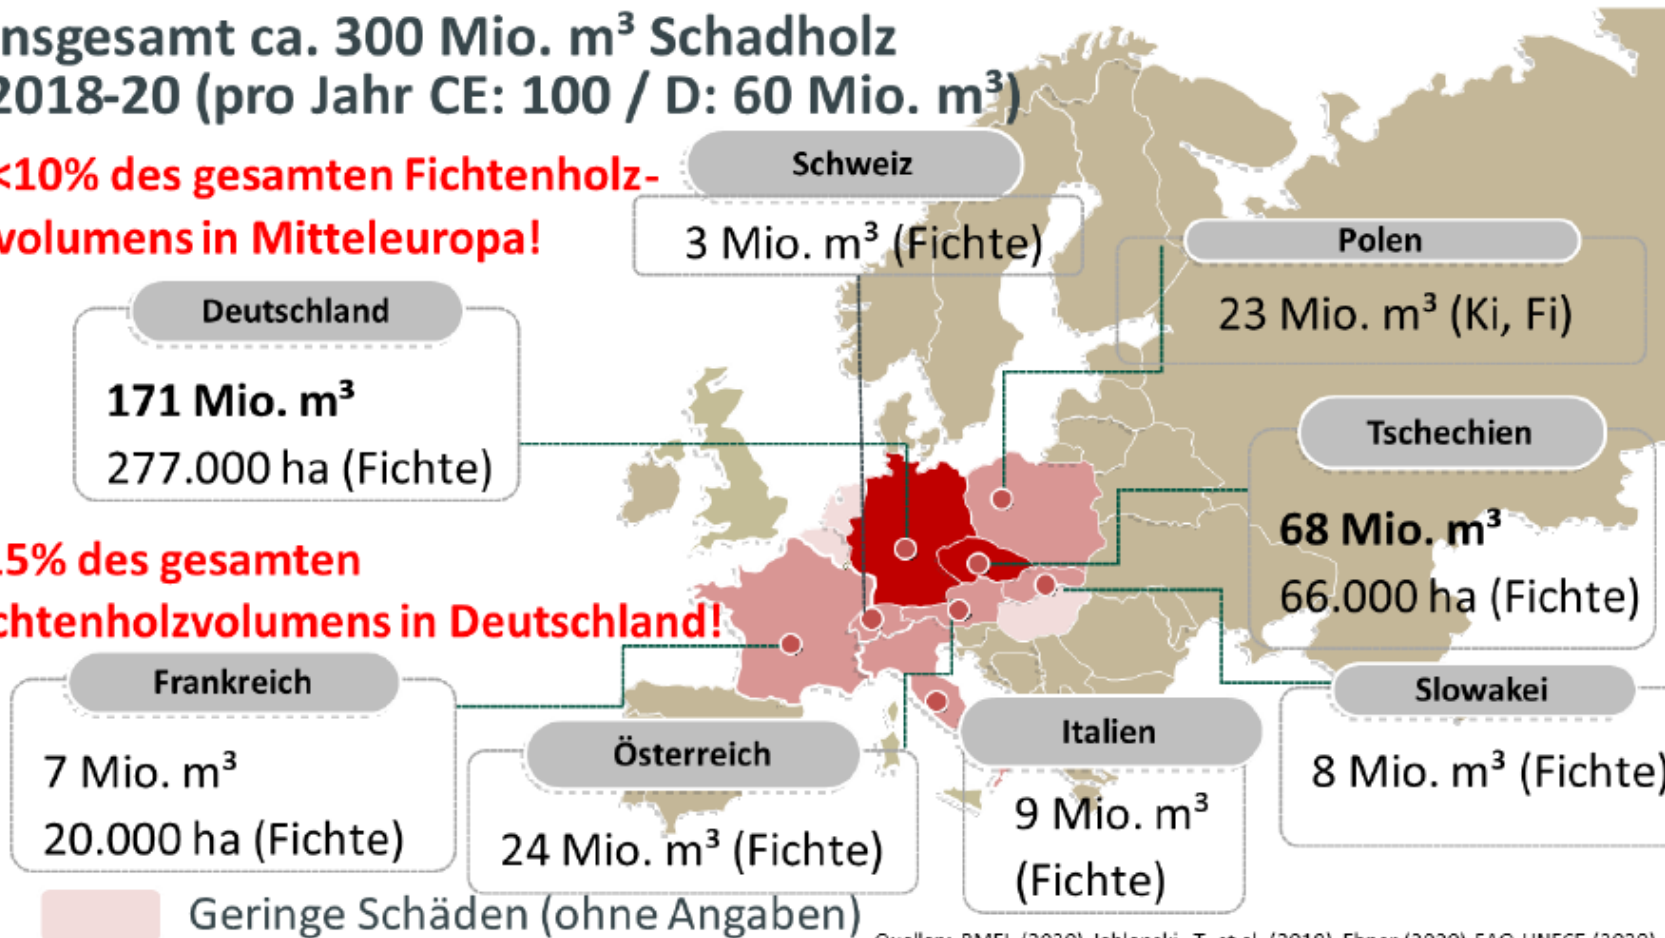 nsgesamt ca. 300 Mio. m³ Schadholz
2018-20 (pro Jahr CE: 100 / D: 60 Mio. m³)
<10% des gesamten Fichtenholz-
volumens in Mitteleuropa!
Schweiz
3 Mio. m³ (Fichte)
Polen
23 Mio. m³ (Ki, Fi)
Deutschland
171 Mio. m³
277.000 ha (Fichte)
Tschechien
68 Mio. m³
66.000 ha (Fichte)
5% des gesamten
chtenholzvolumens in Deutschland!
Frankreich
7 Mio. m³
20.000 ha (Fichte)
Österreich
24 Mio. m³ (Fichte)
Italien
9 Mio. m³
(Fichte)
Slowakei
8 Mio. m³ (Fichte)
Geringe Schäden (ohne Angaben)